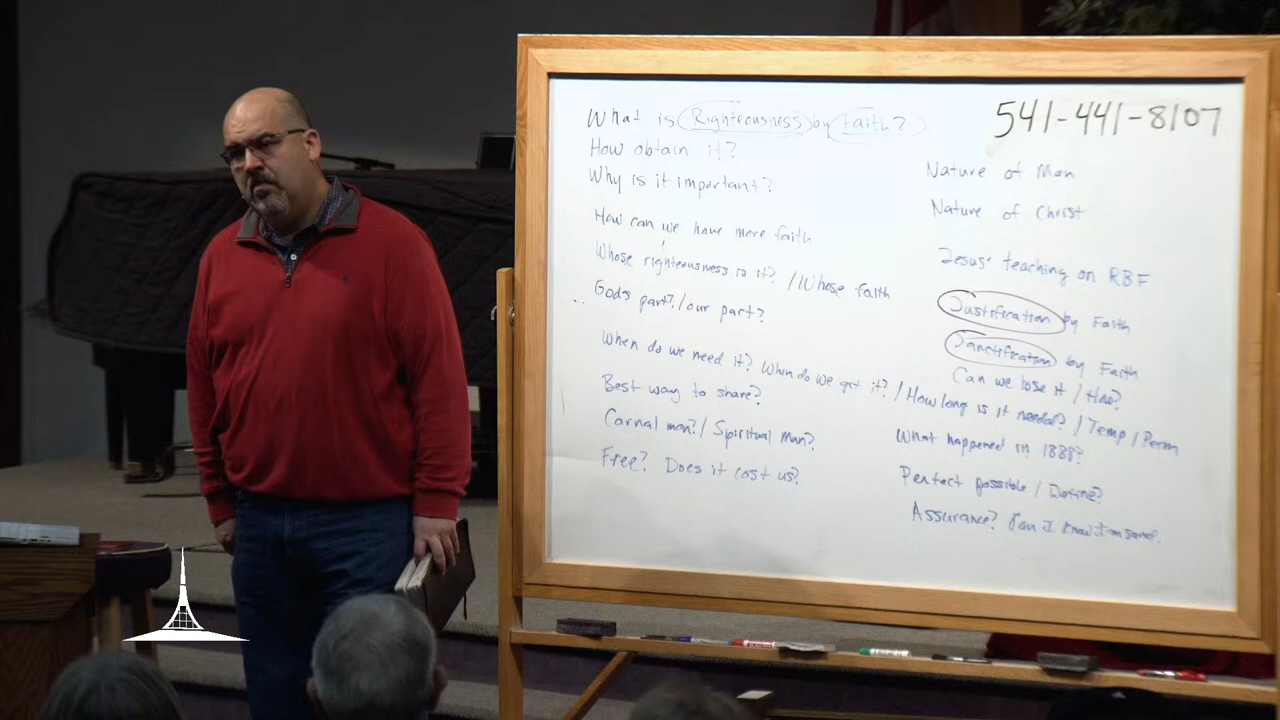 What is Righteousness by faith?
How obtain it?
Why is it important?
How can we have more faith
Whose righteousness is it? / Whose faith
God's part? / our part?
When do we need it? When do we get it? / How long is it needed? / Temp / Perm
Best way to share?
Carnal man? / Spiritual Man?
Free? Does it cost us?
541-441-8107
Nature of Man
Nature of Christ
Jesus' teaching on RBF
Justification by Faith
Sanctification by Faith
Can we lose it / How?
What happened in 1888?
Perfect possible / Define?
Assurance? Can I know I'm saved?